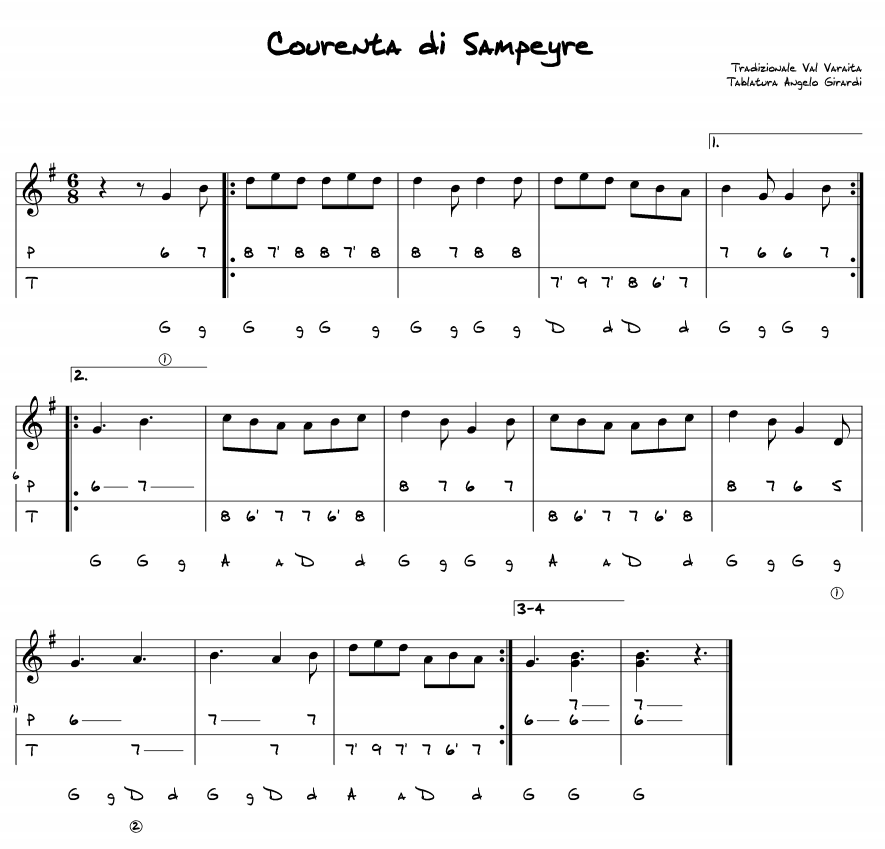 Courenta di Sampeyre
Tradizionale Val Varaita
Tablatura Angelo Girardi
1.
6 8
P 6 7 8 7' 8 8 7' 8 8 7 8 8 7 6 6 7
T 7' 9 7' 8 6' 7
G g G g G g G g G g D d D d G g G g
1
2.
6
P 6 7 8 7 6 7 8 7 6 5
T 8 6' 7 7 6' 8 8 6' 7 7 6' 8
G G g A A D d G g G g A A D d G g G g
1
3-4
7 7
11
P 6 7 7 6 6 6
T 7 7 7' 9 7' 7 6' 7
G g D d G g D d A A D d G G G
2